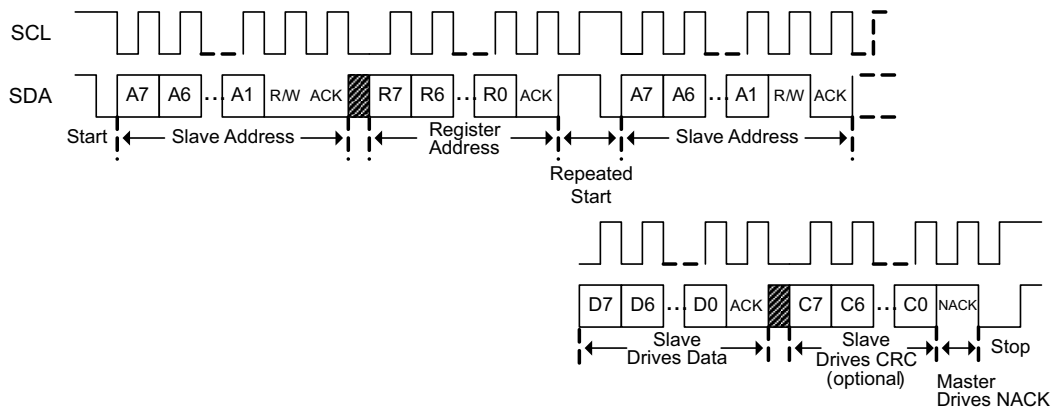 SCL
SDA
A7 A6 ... A1 R/W ACK R7 R6 ... R0 ACK A7 A6 ... A1 R/W ACK
Start Slave Address Register Address Slave Address
Repeated Start
D7 D6 ... D0 ACK C7 C6 ... C0 NACK
Slave Drives Data
Slave Drives CRC (optional)
Stop
Master Drives NACK